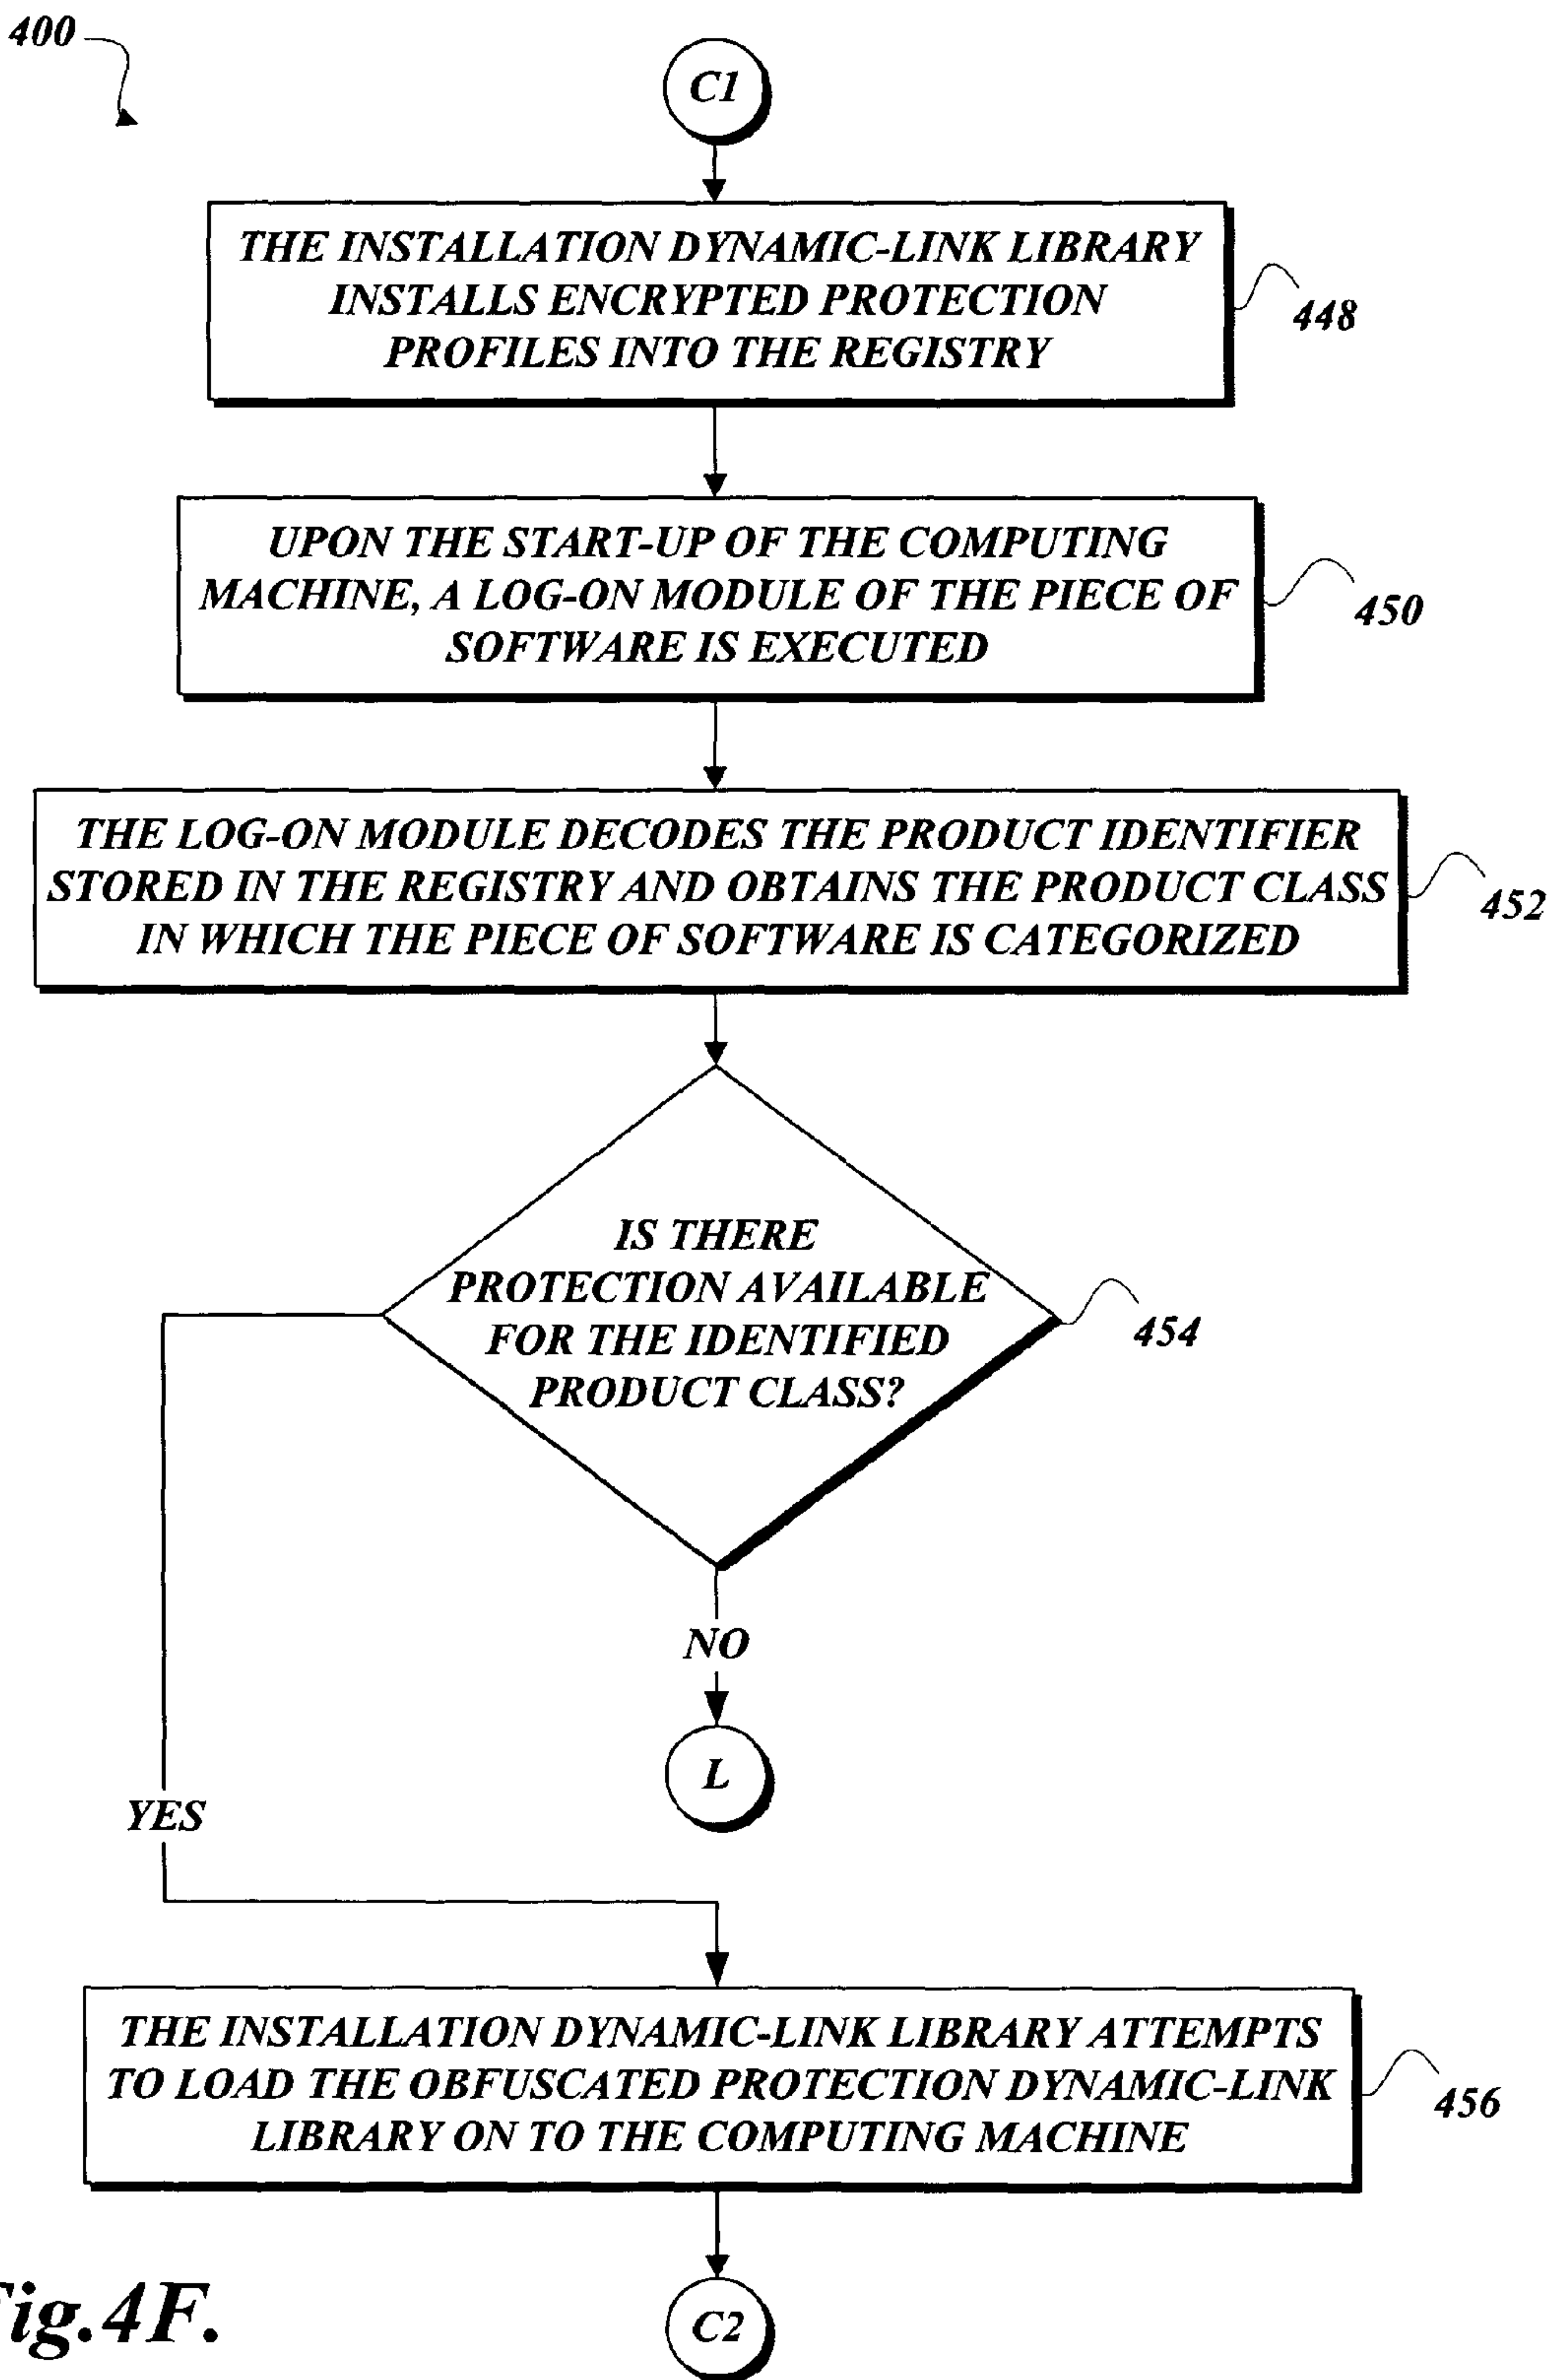 400
C1
THE INSTALLATION DYNAMIC-LINK LIBRARY
INSTALLS ENCRYPTED PROTECTION
PROFILES INTO THE REGISTRY
448
UPON THE START-UP OF THE COMPUTING
MACHINE, A LOG-ON MODULE OF THE PIECE OF
SOFTWARE IS EXECUTED
450
THE LOG-ON MODULE DECODES THE PRODUCT IDENTIFIER
STORED IN THE REGISTRY AND OBTAINS THE PRODUCT CLASS
IN WHICH THE PIECE OF SOFTWARE IS CATEGORIZED
452
IS THERE
PROTECTION AVAILABLE
FOR THE IDENTIFIED
PRODUCT CLASS?
454
NO
L
YES
THE INSTALLATION DYNAMIC-LINK LIBRARY ATTEMPTS
TO LOAD THE OBFUSCATED PROTECTION DYNAMIC-LINK
LIBRARY ON TO THE COMPUTING MACHINE
456
C2
Fig.4F.